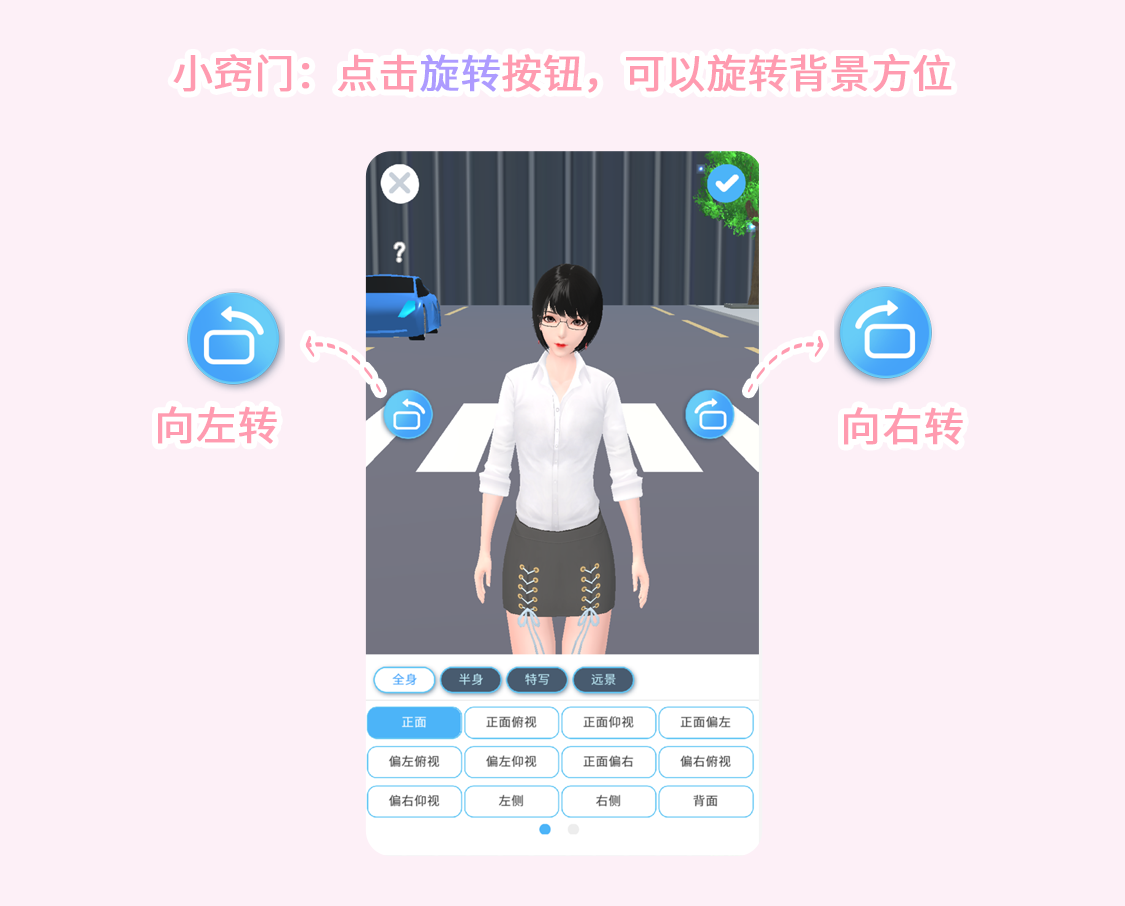 小窍门：点击旋转按钮，可以旋转背景方位
?
向左转
向右转
全身 半身 特写 远景
正面 正面俯视 正面仰视 正面偏左
偏左俯视 偏左仰视 正面偏右 偏右俯视
偏右仰视 左侧 右侧 背面